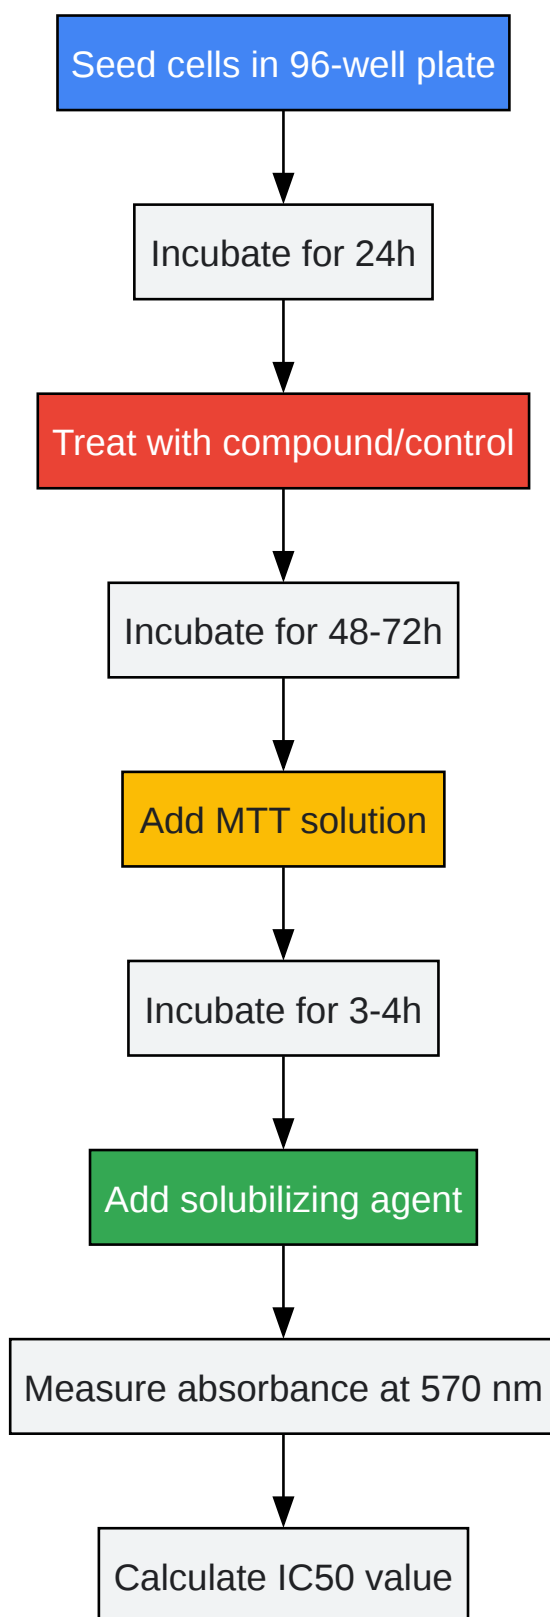 Seed cells in 96-well plate
Incubate for 24h
Treat with compound/control
Incubate for 48-72h
Add MTT solution
Incubate for 3-4h
Add solubilizing agent
Measure absorbance at 570 nm
Calculate IC50 value